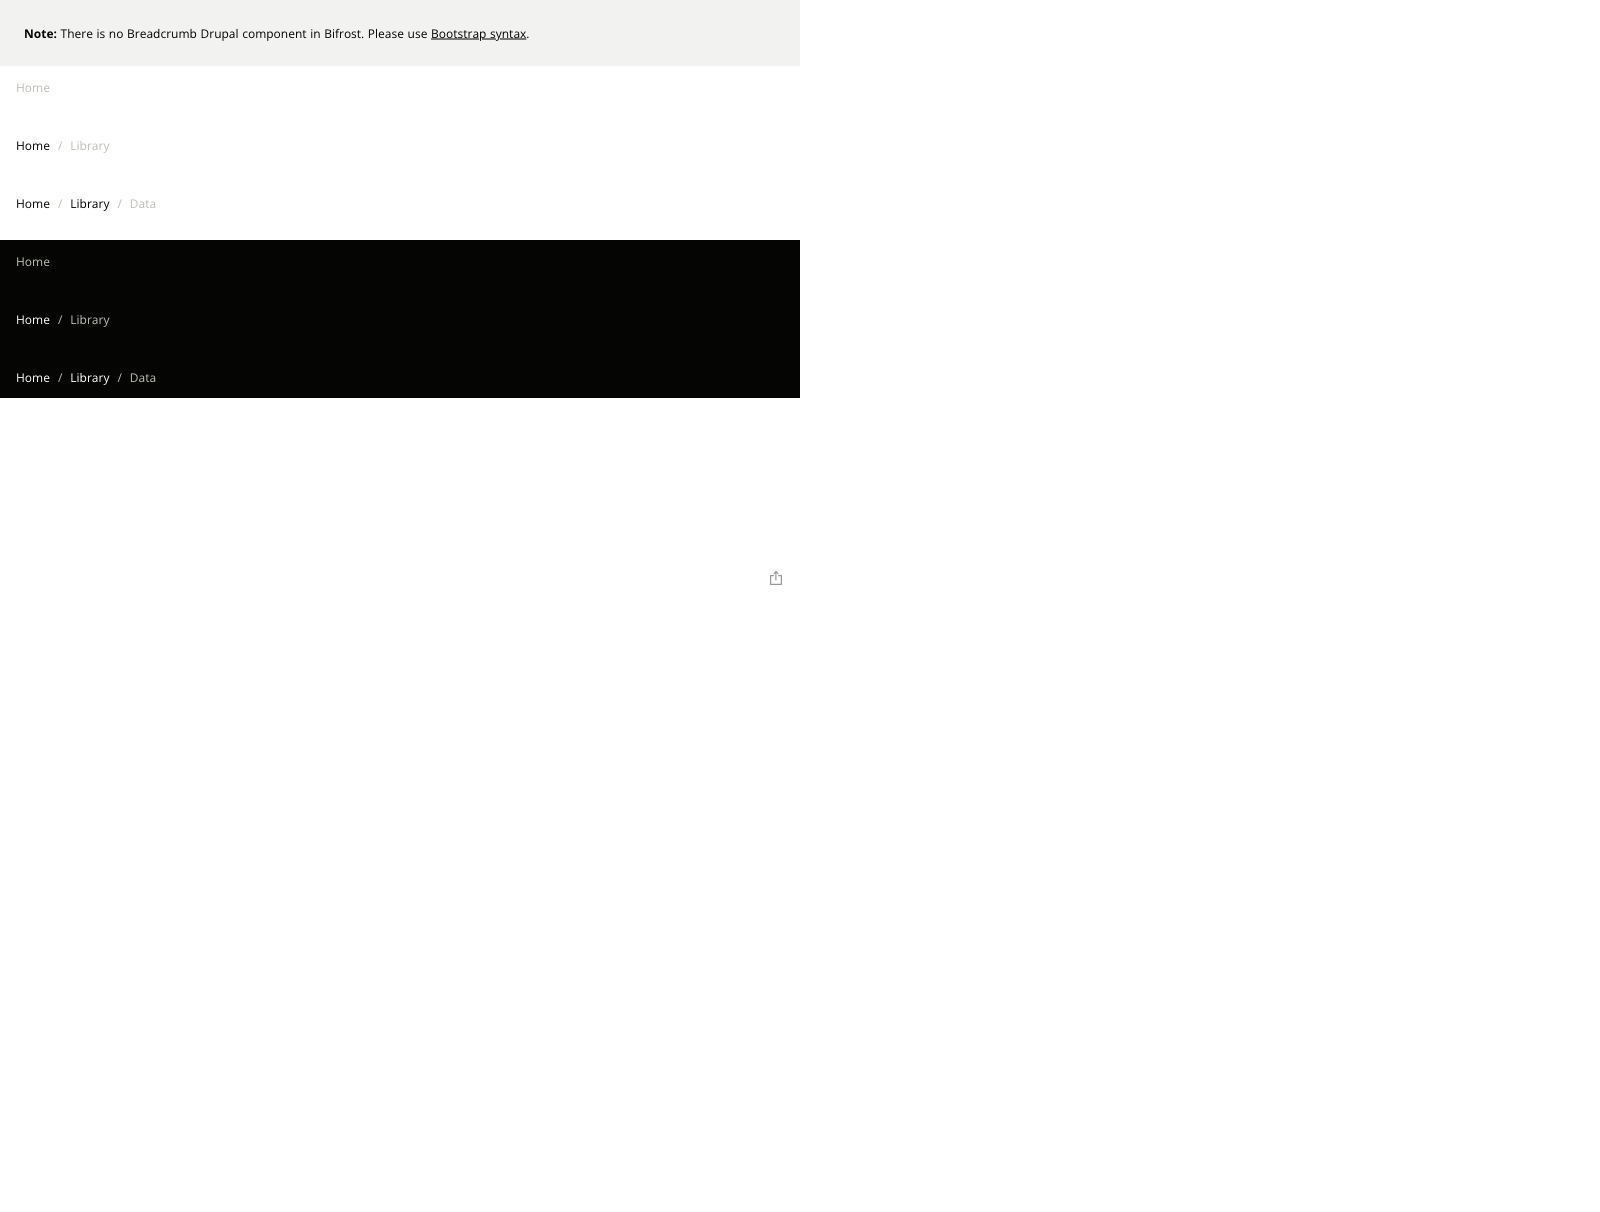 Note: There is no Breadcrumb Drupal component in Bifrost. Please use Bootstrap syntax.
Home
Home / Library
Home / Library / Data
Home
Home / Library
Home / Library / Data